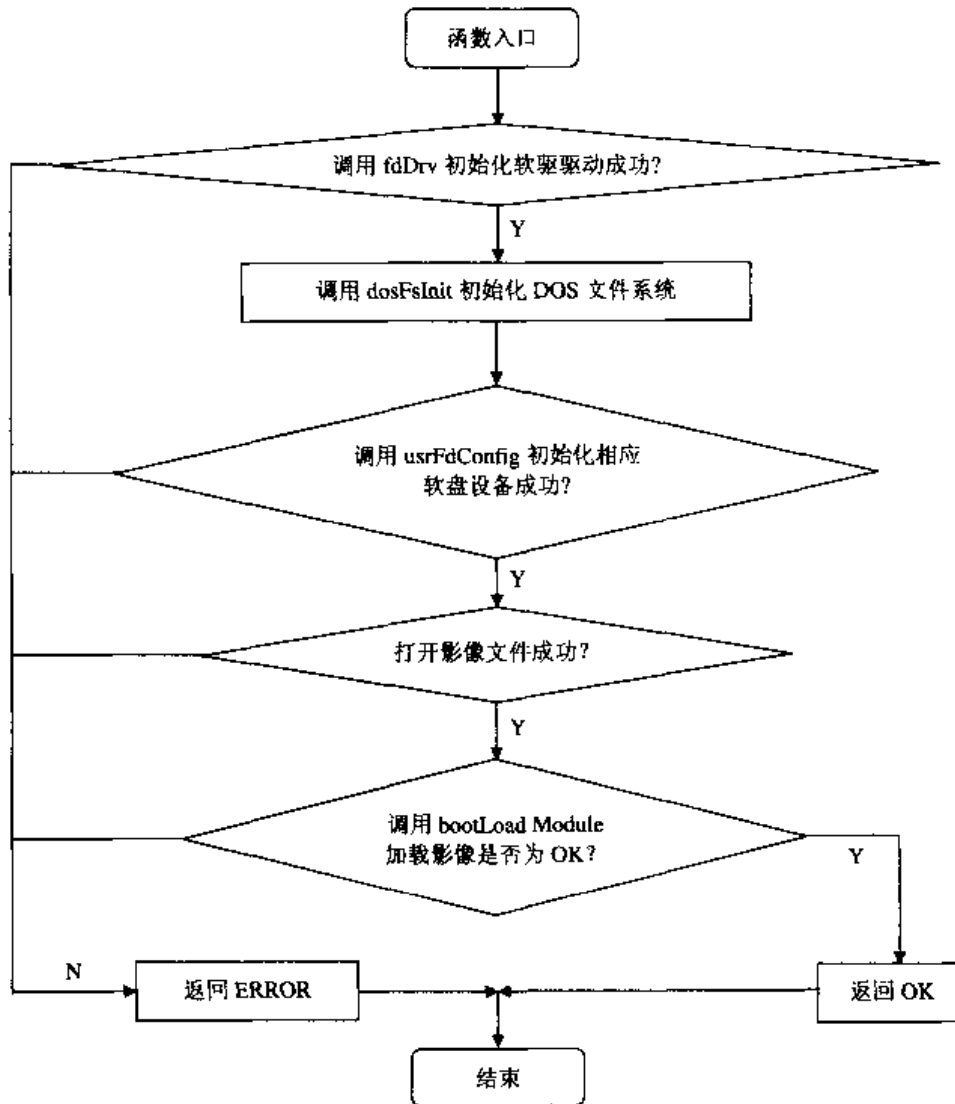 函数入口
调用 fdDrv 初始化软驱驱动成功?
Y
调用 dosFsInit 初始化 DOS 文件系统
调用 usrFdConfig 初始化相应
软盘设备成功?
Y
打开影像文件成功?
Y
调用 bootLoad Module
加载影像是否为 OK?
Y
N
返回 ERROR
返回 OK
结束